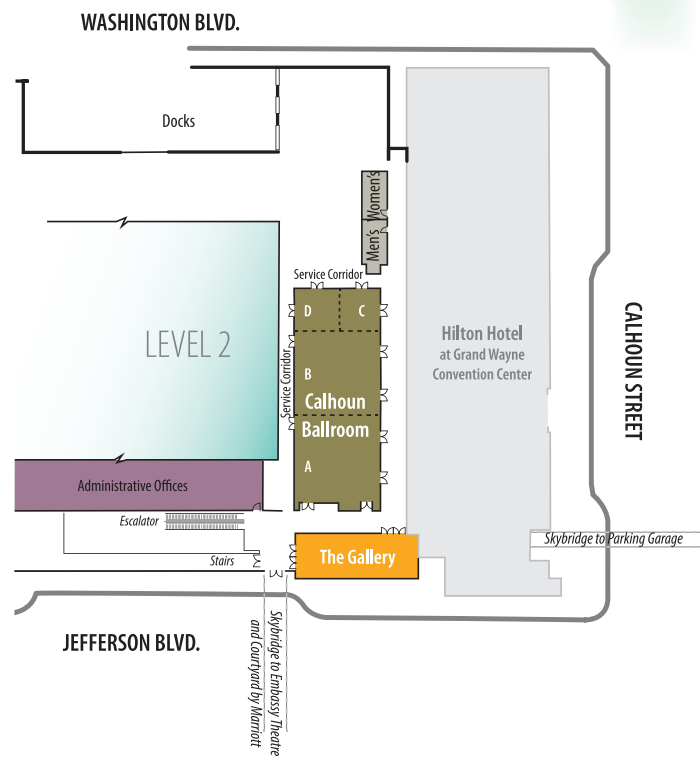 WASHINGTON BLVD.
Docks
Women's
Men's
Service Corridor
D
C
LEVEL 2
Service Corridor
B
Calhoun
Ballroom
A
Hilton Hotel
at Grand Wayne
Convention Center
CALHOUN STREET
Administrative Offices
Escalator
Stairs
The Gallery
Skybridge to Parking Garage
JEFFERSON BLVD.
Skybridge to Embassy Theatre
and Courtyard by Marriott